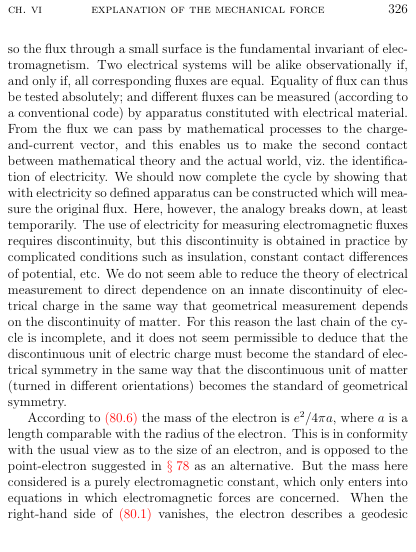 CH. VI EXPLANATION OF THE MECHANICAL FORCE 326
so the flux through a small surface is the fundamental invariant of elec-
tromagnetism. Two electrical systems will be alike observationally if,
and only if, all corresponding fluxes are equal. Equality of flux can thus
be tested absolutely; and different fluxes can be measured (according to
a conventional code) by apparatus constituted with electrical material.
From the flux we can pass by mathematical processes to the charge-
and-current vector, and this enables us to make the second contact
between mathematical theory and the actual world, viz. the identifica-
tion of electricity. We should now complete the cycle by showing that
with electricity so defined apparatus can be constructed which will mea-
sure the original flux. Here, however, the analogy breaks down, at least
temporarily. The use of electricity for measuring electromagnetic fluxes
requires discontinuity, but this discontinuity is obtained in practice by
complicated conditions such as insulation, constant contact differences
of potential, etc. We do not seem able to reduce the theory of electrical
measurement to direct dependence on an innate discontinuity of elec-
trical charge in the same way that geometrical measurement depends
on the discontinuity of matter. For this reason the last chain of the cy-
cle is incomplete, and it does not seem permissible to deduce that the
discontinuous unit of electric charge must become the standard of elec-
trical symmetry in the same way that the discontinuous unit of matter
(turned in different orientations) becomes the standard of geometrical
symmetry.
According to (80.6) the mass of the electron is e²/4πa, where a is a
length comparable with the radius of the electron. This is in conformity
with the usual view as to the size of an electron, and is opposed to the
point-electron suggested in § 78 as an alternative. But the mass here
considered is a purely electromagnetic constant, which only enters into
equations in which electromagnetic forces are concerned. When the
right-hand side of (80.1) vanishes, the electron describes a geodesic